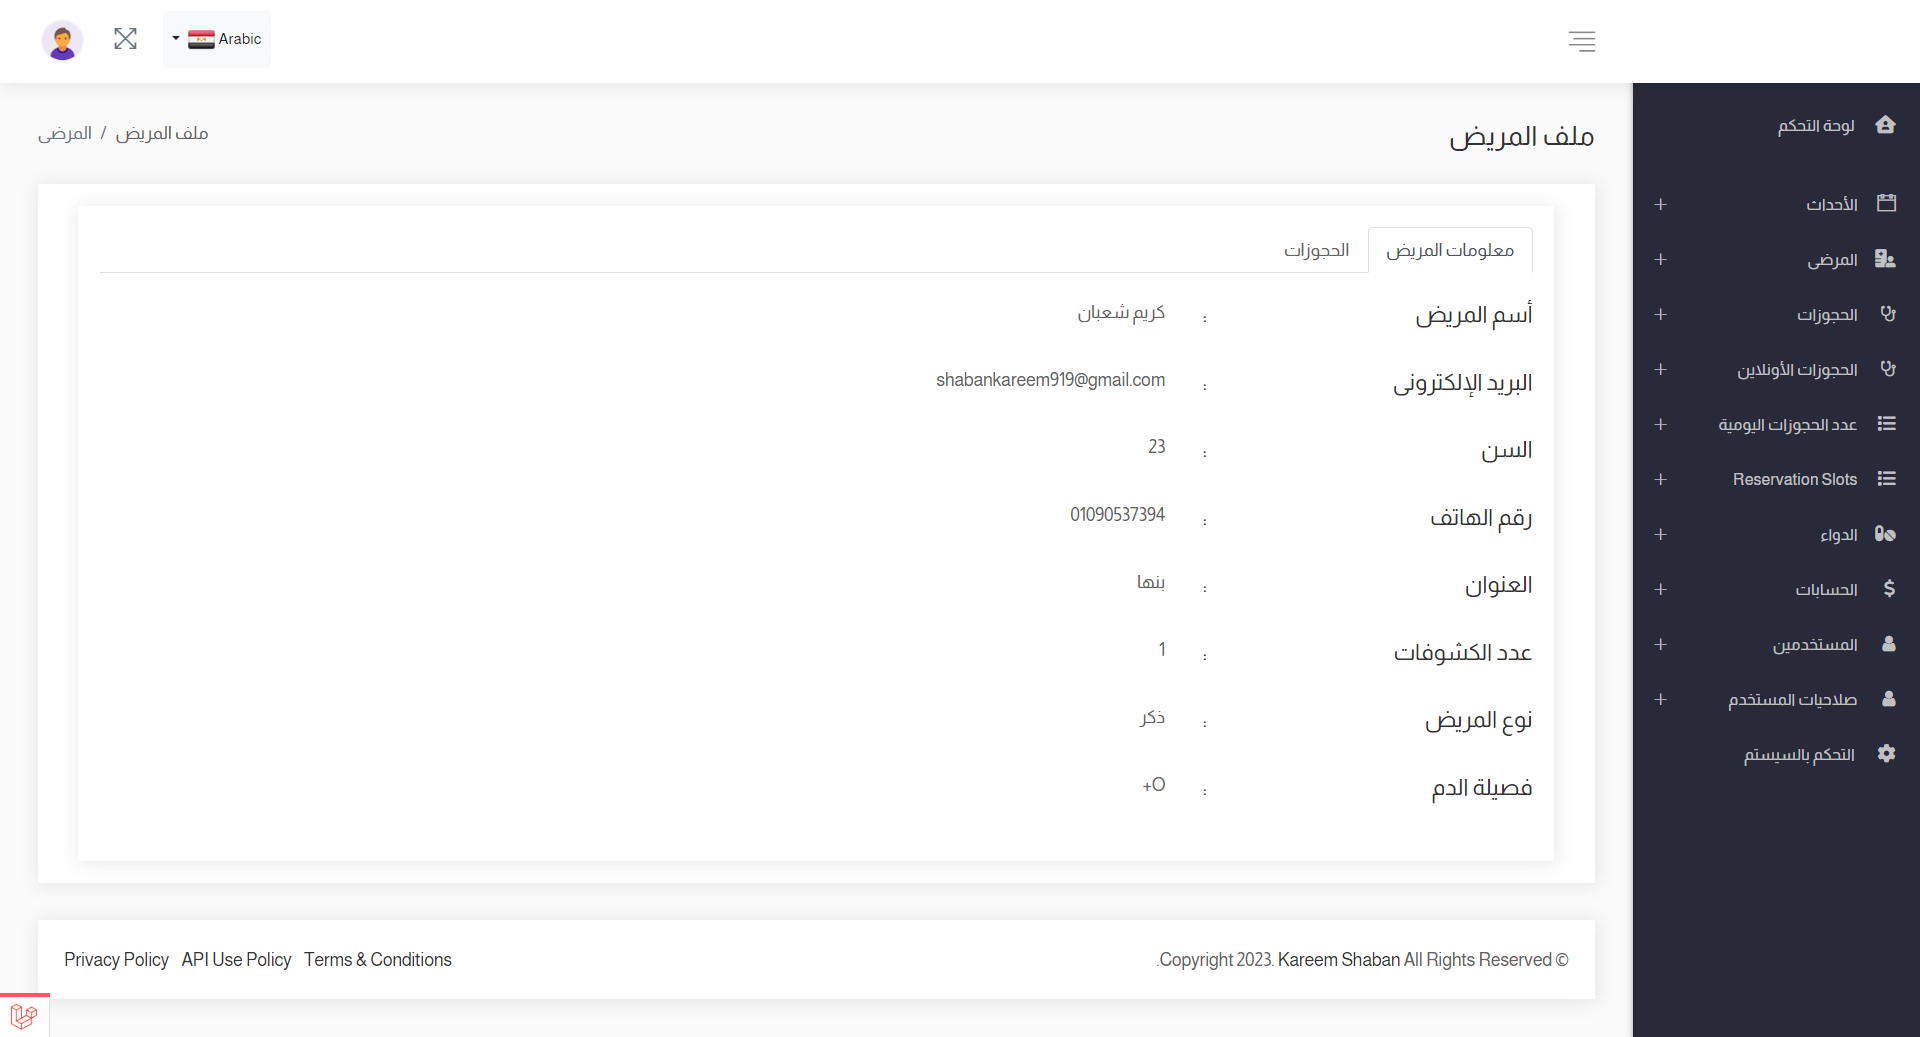 Arabic
لوحة التحكم
الأحداث
المرضى
الحجوزات
الحجوزات الأونلاين
عدد الحجوزات اليومية
Reservation Slots
الدواء
الحسابات
المستخدمين
صلاحيات المستخدم
التحكم بالسيستم
ملف المريض
ملف المريض / المرضى
معلومات المريض
الحجوزات
أسم المريض : كريم شعبان
البريد الإلكترونى : shabankareem919@gmail.com
السن : 23
رقم الهاتف : 01090537394
العنوان : بنها
عدد الكشوفات : 1
نوع المريض : ذكر
فصيلة الدم : +O
.Copyright 2023. Kareem Shaban All Rights Reserved ©
Privacy Policy API Use Policy Terms & Conditions